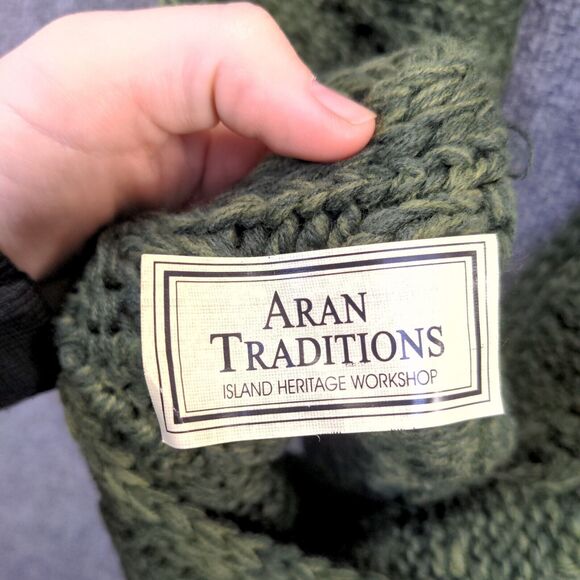 ARAN
TRADITIONS
ISLAND HERITAGE WORKSHOP